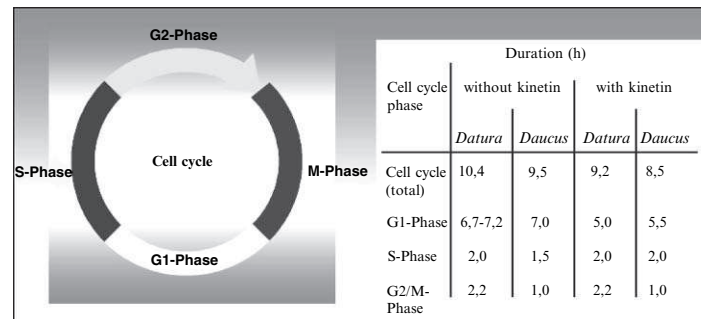 G2-Phase
S-Phase
Cell cycle
M-Phase
G1-Phase
Duration (h)
Cell cycle phase without kinetin with kinetin
Datura Daucus Datura Daucus
Cell cycle (total) 10,4 9,5 9,2 8,5
G1-Phase 6,7-7,2 7,0 5,0 5,5
S-Phase 2,0 1,5 2,0 2,0
G2/M-Phase 2,2 1,0 2,2 1,0